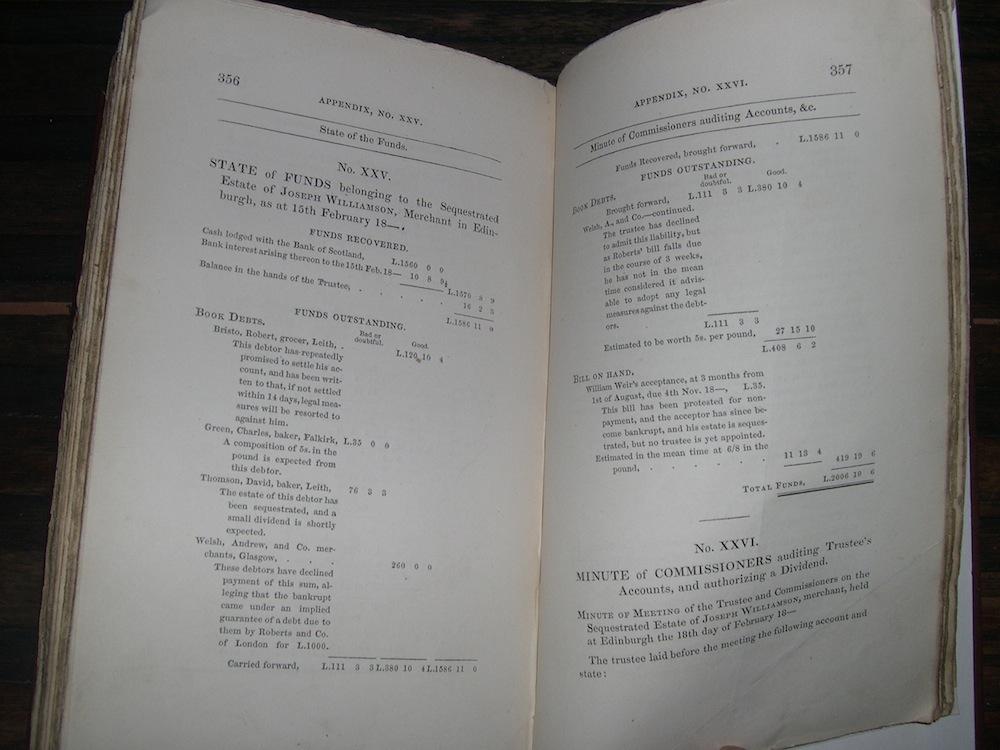 356
APPENDIX, NO. XXV.
State of the Funds.
No. XXV.
STATE of FUNDS belonging to the Sequestrated
Estate of JOSEPH WILLIAMSON, Merchant in Edin-
burgh, as at 15th February 18—,
FUNDS RECOVERED.
Cash lodged with the Bank of Scotland, L.1560 0 0
Bank interest arising thereon to the 15th Feb. 18— 10 8 9½
L.1570 8 9
Balance in the hands of the Trustee, . . . . . 16 2 3
L.1586 11 0
FUNDS OUTSTANDING.
BOOK DEBTS. Bad or doubtful. Good.
Bristo, Robert, grocer, Leith, . L.120 10 4
This debtor has repeatedly
promised to settle his ac-
count, and has been writ-
ten to that, if not settled
within 14 days, legal mea-
sures will be resorted to
against him.
Green, Charles, baker, Falkirk, L.35 0 0
A composition of 5s. in the
pound is expected from
this debtor.
Thomson, David, baker, Leith, 76 3 3
The estate of this debtor has
been sequestrated, and a
small dividend is shortly
expected.
Welsh, Andrew, and Co. mer-
chants, Glasgow, . . . 260 0 0
These debtors have declined
payment of this sum, al-
leging that the bankrupt
came under an implied
guarantee of a debt due to
them by Roberts and Co.
of London for L.1000.
Carried forward, L.111 3 3 L.380 10 4 L.1586 11 0
357
APPENDIX, NO. XXVI.
Minute of Commissioners auditing Accounts, &c.
Funds Recovered, brought forward, . L.1586 11 0
FUNDS OUTSTANDING.
Bad or doubtful. Good.
BOOK DEBTS. Brought forward, L.111 3 3 L.380 10 4
Welsh, A., and Co.—continued.
The trustee has declined
to admit this liability, but
as Roberts' bill falls due
in the course of 3 weeks,
he has not in the mean
time considered it advis-
able to adopt any legal
measures against the debt-
ors.
L.111 3 3
Estimated to be worth 5s. per pound, 27 15 10
L.408 6 2
BILL ON HAND.
William Weir's acceptance, at 3 months from
1st of August, due 4th Nov. 18—, L.35.
This bill has been protested for non-
payment, and the acceptor has since be-
come bankrupt, and his estate is seques-
trated, but no trustee is yet appointed.
Estimated in the mean time at 6/8 in the
pound, . . . . . 11 13 4
419 19 6
TOTAL FUNDS, L.2006 10 6
No. XXVI.
MINUTE of COMMISSIONERS auditing Trustee's
Accounts, and authorizing a Dividend.
MINUTE OF MEETING of the Trustee and Commissioners on the
Sequestrated Estate of JOSEPH WILLIAMSON, merchant, held
at Edinburgh the 18th day of February 18—
The trustee laid before the meeting the following account and
state: